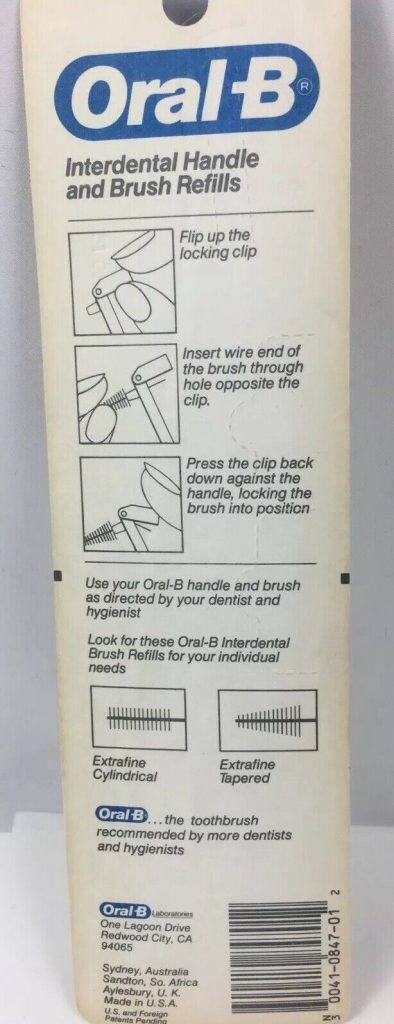 Oral-B®
Interdental Handle
and Brush Refills
Flip up the
locking clip
Insert wire end of
the brush through
hole opposite the
clip.
Press the clip back
down against the
handle, locking the
brush into position
Use your Oral-B handle and brush
as directed by your dentist and
hygienist
Look for these Oral-B Interdental
Brush Refills for your individual
needs
Extrafine
Cylindrical
Extrafine
Tapered
Oral-B...the toothbrush
recommended by more dentists
and hygienists
Oral-B Laboratories
One Lagoon Drive
Redwood City, CA
94065
Sydney, Australia
Sandton, So. Africa
Aylesbury, U. K.
Made in U.S.A.
U.S. and Foreign
Patents Pending
N
3 0041-0847-01 2